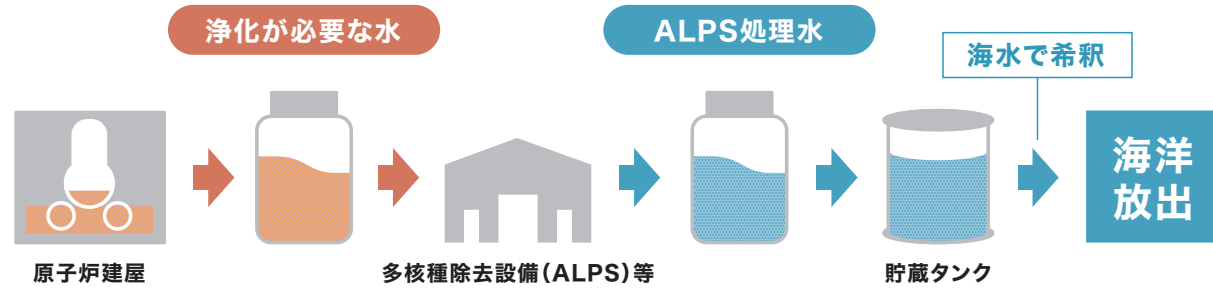 浄化が必要な水
ALPS処理水
海水で希釈
海洋
放出
原子炉建屋
多核種除去設備(ALPS)等
貯蔵タンク